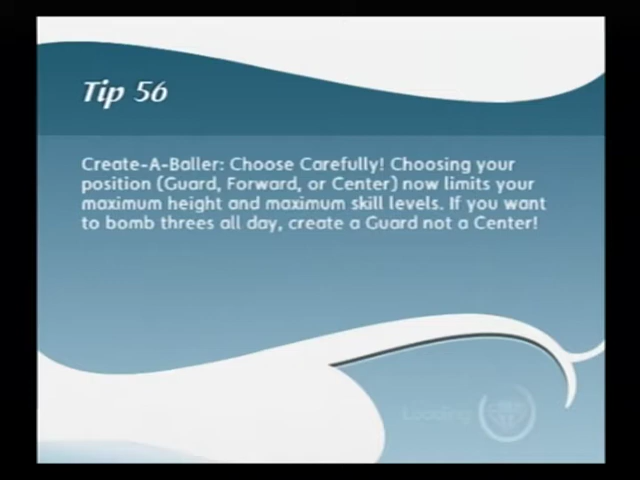 Tip 56
Create-A-Baller: Choose Carefully! Choosing your
position (Guard, Forward, or Center) now limits your
maximum height and maximum skill levels. If you want
to bomb threes all day, create a Guard not a Center!
Loading